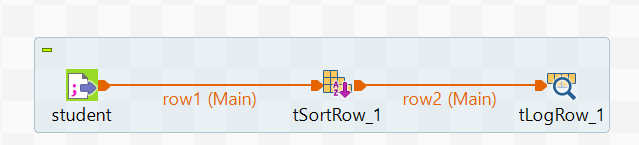 row1 (Main)
row2 (Main)
student
tSortRow_1
tLogRow_1